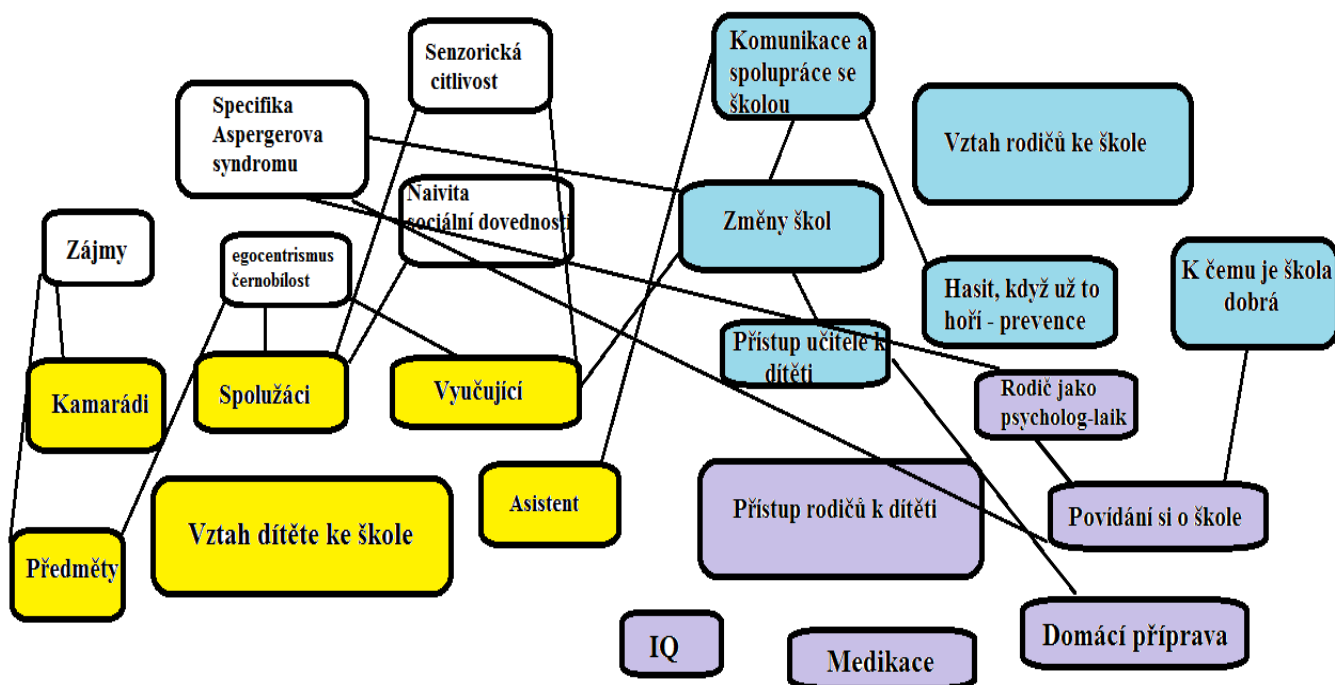 Senzorická
citlivost
Komunikace a
spolupráce se
školou
Specifika
Aspergerova
syndromu
Vztah rodičů ke škole
Naivita
sociální dovednosti
Změny škol
Zájmy
egocentrismus
černobílost
K čemu je škola
dobrá
Hasit, když už to
hoří - prevence
Přístup učitele k
dítěti
Kamarádi
Spolužáci
Vyučující
Rodič jako
psycholog-laik
Asistent
Přístup rodičů k dítěti
Povídání si o škole
Vztah dítěte ke škole
Předměty
Domácí příprava
IQ
Medikace